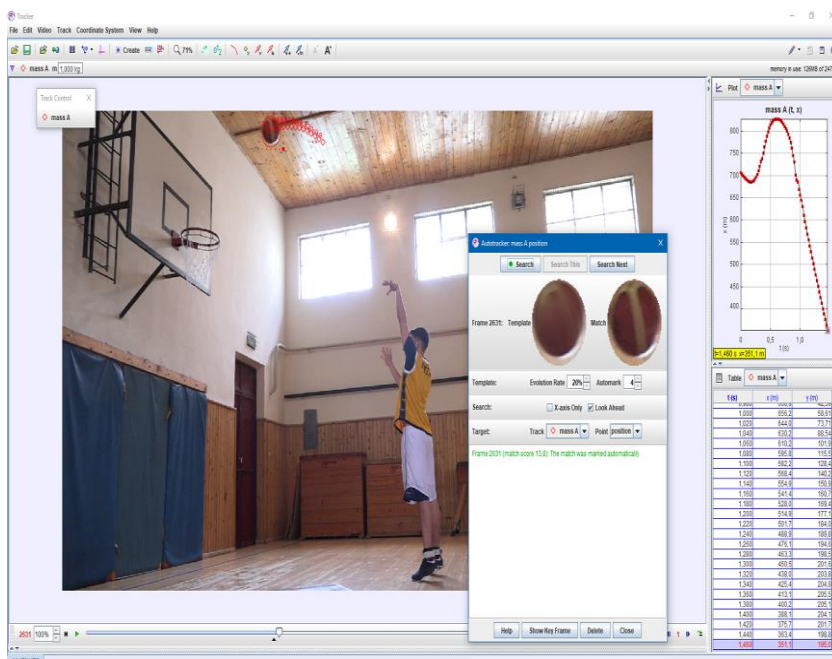 Tracker
File Edit Video Track Coordinate System View Help
Create 71%
mass A m 1,000 kg
memory in use: 126MB of 247
Track Control X
mass A
Plot mass A
mass A (t, x)
800
750
700
650
600
550
500
450
400
x (m)
0 0,5 1,0
t (s)
t=1,460 s x=351,1 m
Autotracker: mass A position X
Search Search This Search Next
Frame 2631: Template Match
Template: Evolution Rate 20% Automark 4
Search: X-axis Only Look Ahead
Target: Track mass A Point position
Frame 2631 (match score 13,8): The match was marked automatically.
Help Show Key Frame Delete Close
Table mass A
t (s) x (m) y (m)
1,000 656,2 58,61
1,020 644,0 73,71
1,040 630,2 88,54
1,060 610,2 101,9
1,080 595,8 115,5
1,100 582,2 128,4
1,120 568,4 140,2
1,140 554,9 150,9
1,160 541,4 160,7
1,180 528,0 169,4
1,200 514,9 177,1
1,220 501,7 184,0
1,240 488,9 189,8
1,260 476,1 194,6
1,280 463,3 198,5
1,300 450,5 201,6
1,320 438,0 203,8
1,340 425,4 204,9
1,360 413,1 205,5
1,380 400,2 205,1
1,400 388,1 204,1
1,420 375,7 201,7
1,440 363,4 198,8
1,460 351,1 195,0
2631 100%